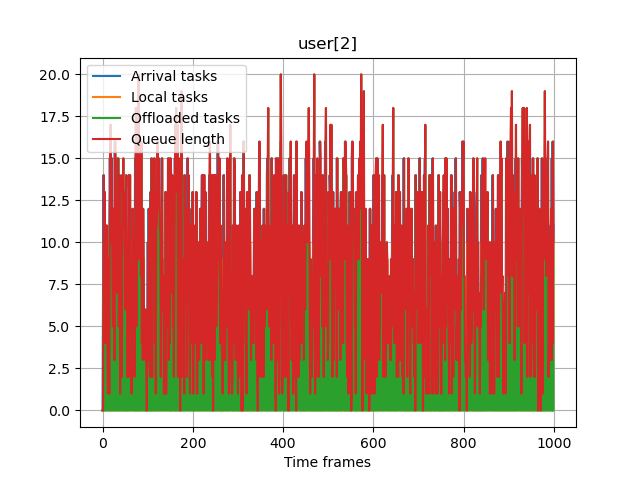 user[2]
Arrival tasks
Local tasks
Offloaded tasks
Queue length
20.0
17.5
15.0
12.5
10.0
7.5
5.0
2.5
0.0
0 200 400 600 800 1000
Time frames